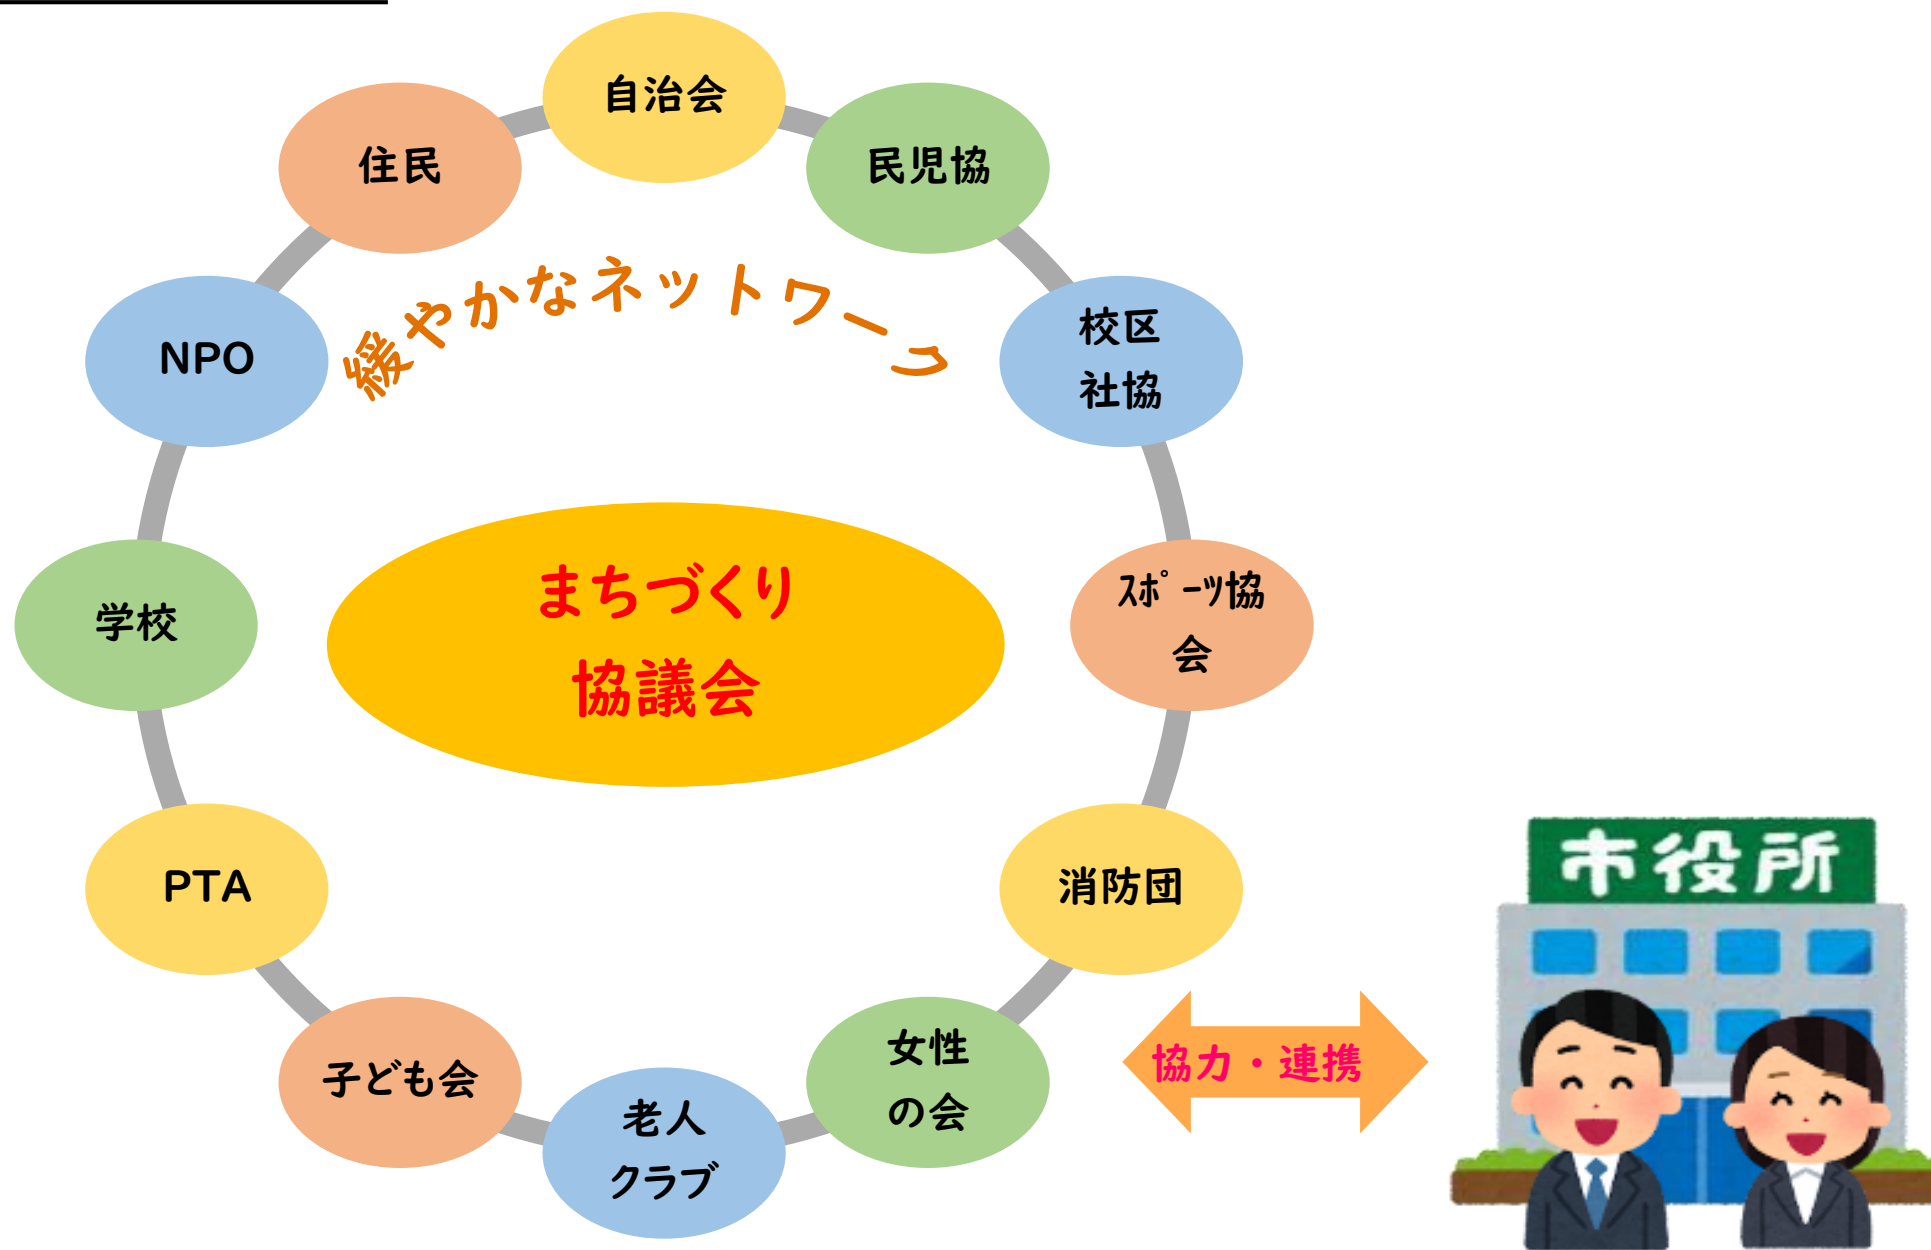 自治会
住民
民児協
緩やかなネットワーク
NPO
校区
社協
まちづくり
協議会
学校
ｽﾎﾟｰﾂ協
会
PTA
消防団
市役所
子ども会
女性
の会
協力・連携
老人
クラブ